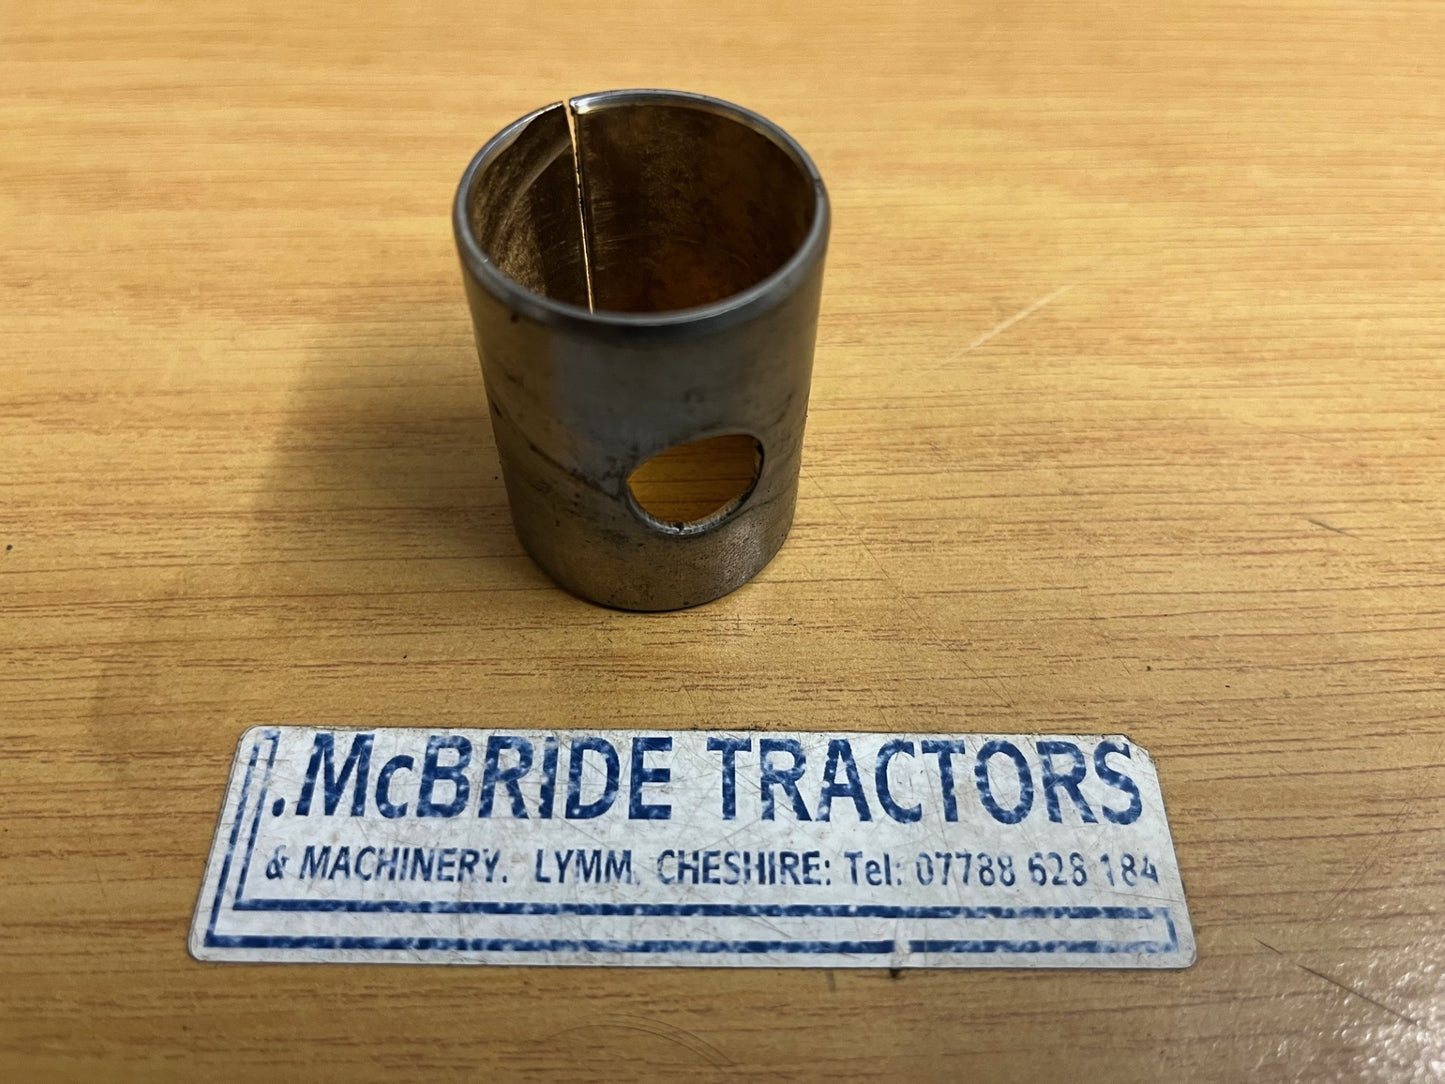 .McBRIDE TRACTORS
& MACHINERY. LYMM, CHESHIRE: Tel: 07788 628 184